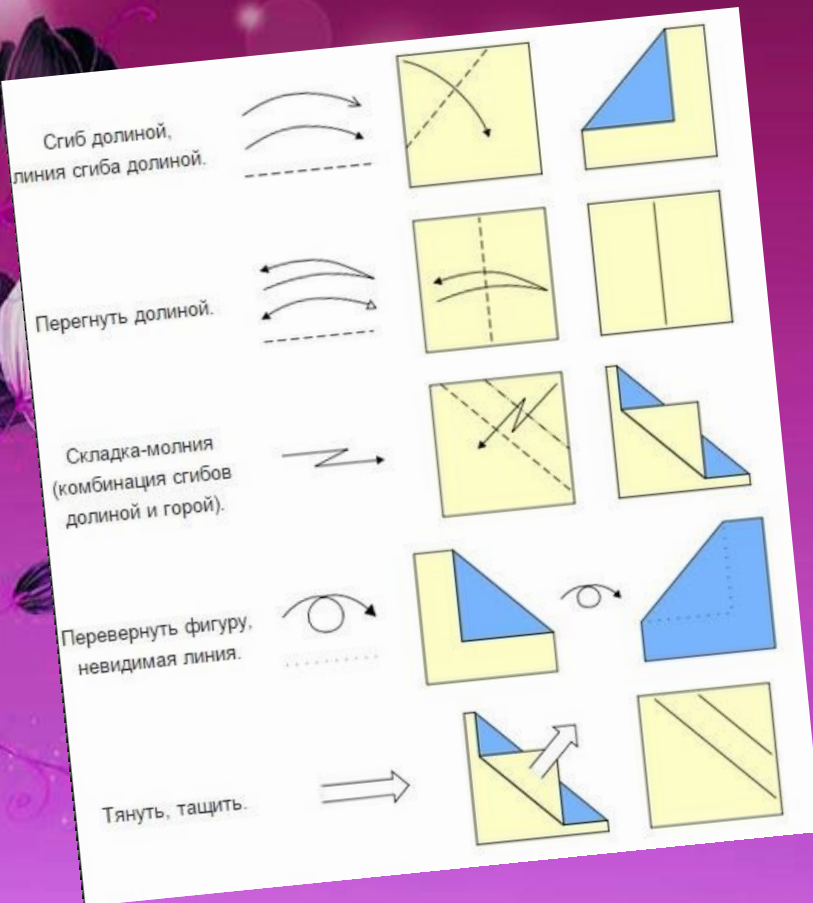 Сгиб долиной,
линия сгиба долиной.
Перегнуть долиной.
Складка-молния
(комбинация сгибов
долиной и горой).
Перевернуть фигуру,
невидимая линия.
Тянуть, тащить.